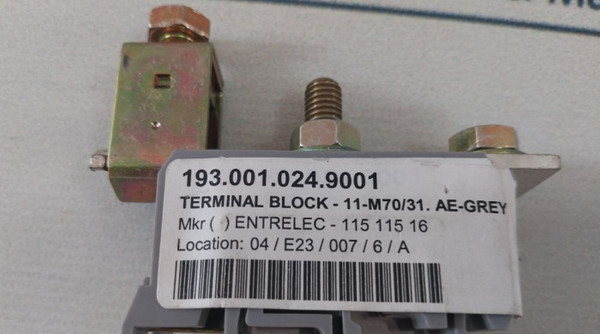 193.001.024.9001
TERMINAL BLOCK - 11-M70/31. AE-GREY
Mkr ( ) ENTRELEC - 115 115 16
Location: 04 / E23 / 007 / 6 / A